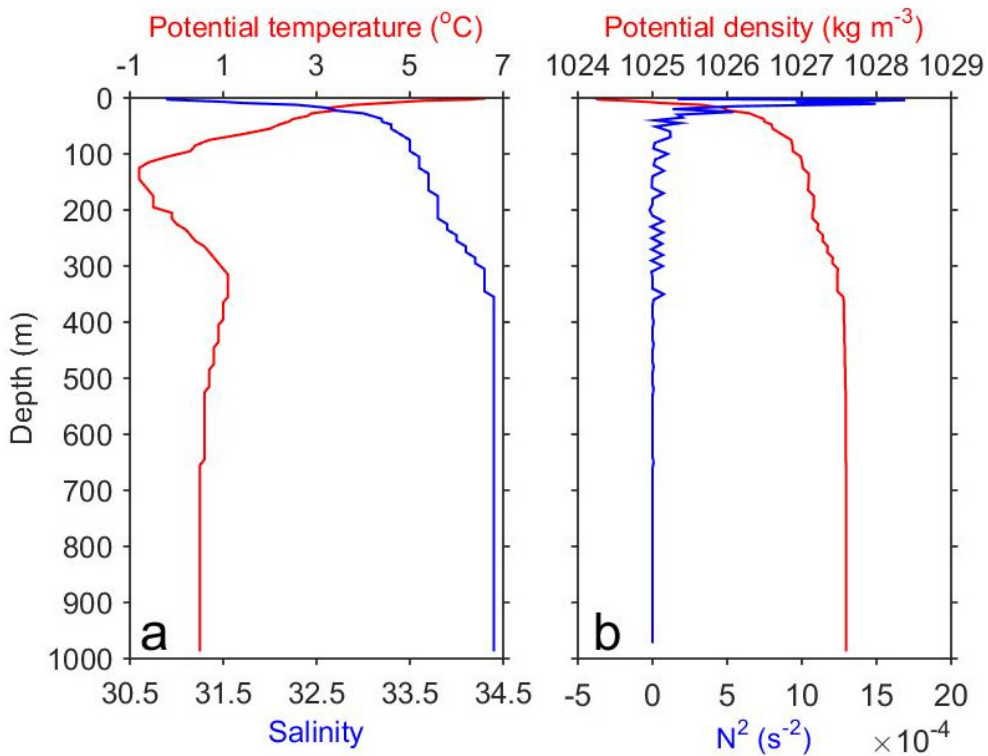 Potential temperature (°C)
-1 1 3 5 7
Potential density (kg m⁻³)
1024 1025 1026 1027 1028 1029
Depth (m)
0
100
200
300
400
500
600
700
800
900
1000
a
b
30.5 31.5 32.5 33.5 34.5
Salinity
-5 0 5 10 15 20
N² (s⁻²)
× 10⁻⁴